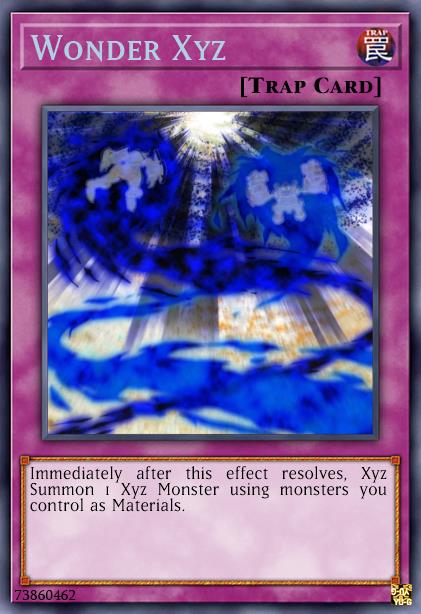 Wonder Xyz
TRAP
罠
[Trap Card]
Immediately after this effect resolves, Xyz
Summon 1 Xyz Monster using monsters you
control as Materials.
73860462